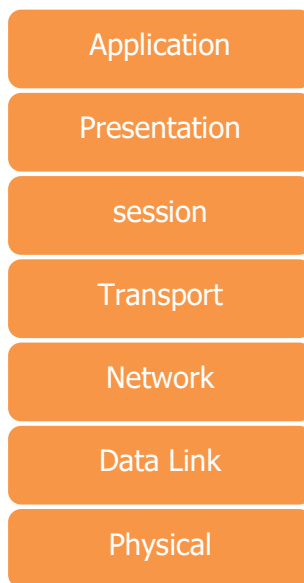 Application
Presentation
session
Transport
Network
Data Link
Physical